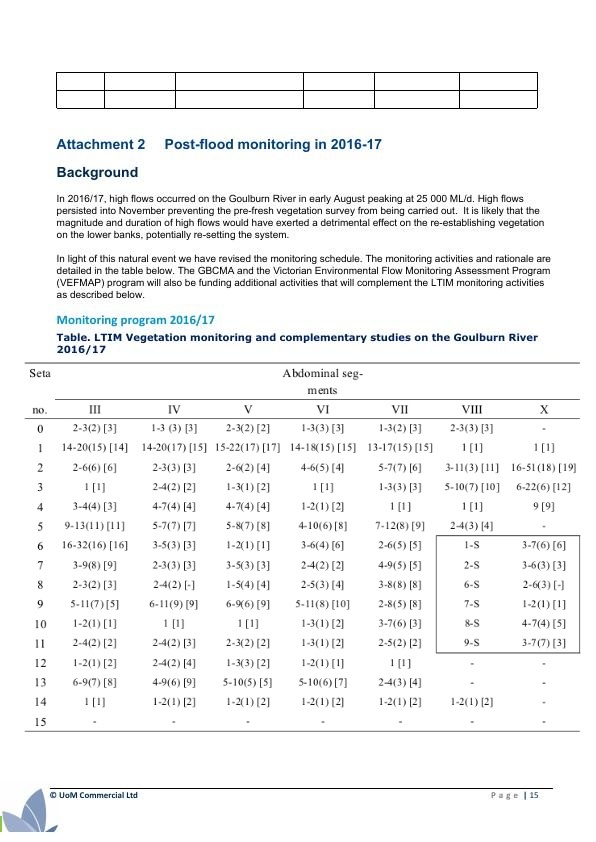 Attachment 2 Post-flood monitoring in 2016-17
Background
In 2016/17, high flows occurred on the Goulburn River in early August peaking at 25 000 ML/d. High flows
persisted into November preventing the pre-fresh vegetation survey from being carried out. It is likely that the
magnitude and duration of high flows would have exerted a detrimental effect on the re-establishing vegetation
on the lower banks, potentially re-setting the system.
In light of this natural event we have revised the monitoring schedule. The monitoring activities and rationale are
detailed in the table below. The GBCMA and the Victorian Environmental Flow Monitoring Assessment Program
(VEFMAP) program will also be funding additional activities that will complement the LTIM monitoring activities
as described below.
Monitoring program 2016/17
Table. LTIM Vegetation monitoring and complementary studies on the Goulburn River
2016/17
Seta Abdominal seg-
ments
no. III IV V VI VII VIII X
0 2-3(2) [3] 1-3 (3) [3] 2-3(2) [2] 1-3(3) [3] 1-3(2) [3] 2-3(3) [3] -
1 14-20(15) [14] 14-20(17) [15] 15-22(17) [17] 14-18(15) [15] 13-17(15) [15] 1 [1] 1 [1]
2 2-6(6) [6] 2-3(3) [3] 2-6(2) [4] 4-6(5) [4] 5-7(7) [6] 3-11(3) [11] 16-51(18) [19]
3 1 [1] 2-4(2) [2] 1-3(1) [2] 1 [1] 1-3(3) [3] 5-10(7) [10] 6-22(6) [12]
4 3-4(4) [3] 4-7(4) [4] 4-7(4) [4] 1-2(1) [2] 1 [1] 1 [1] 9 [9]
5 9-13(11) [11] 5-7(7) [7] 5-8(7) [8] 4-10(6) [8] 7-12(8) [9] 2-4(3) [4] -
6 16-32(16) [16] 3-5(3) [3] 1-2(1) [1] 3-6(4) [6] 2-6(5) [5] 1-S 3-7(6) [6]
7 3-9(8) [9] 2-3(3) [3] 3-5(3) [3] 2-4(2) [2] 4-9(5) [5] 2-S 3-6(3) [3]
8 2-3(2) [3] 2-4(2) [-] 1-5(4) [4] 2-5(3) [4] 3-8(8) [8] 6-S 2-6(3) [-]
9 5-11(7) [5] 6-11(9) [9] 6-9(6) [9] 5-11(8) [10] 2-8(5) [8] 7-S 1-2(1) [1]
10 1-2(1) [1] 1 [1] 1 [1] 1-3(1) [2] 3-7(6) [3] 8-S 4-7(4) [5]
11 2-4(2) [2] 2-4(2) [3] 2-3(2) [2] 1-3(1) [2] 2-5(2) [2] 9-S 3-7(7) [3]
12 1-2(1) [2] 2-4(2) [4] 1-3(3) [2] 1-2(1) [1] 1 [1] - -
13 6-9(7) [8] 4-9(6) [9] 5-10(5) [5] 5-10(6) [7] 2-4(3) [4] - -
14 1 [1] 1-2(1) [2] 1-2(1) [2] 1-2(1) [2] 1-2(1) [2] 1-2(1) [2] -
15 - - - - - - -
© UoM Commercial Ltd Page | 15